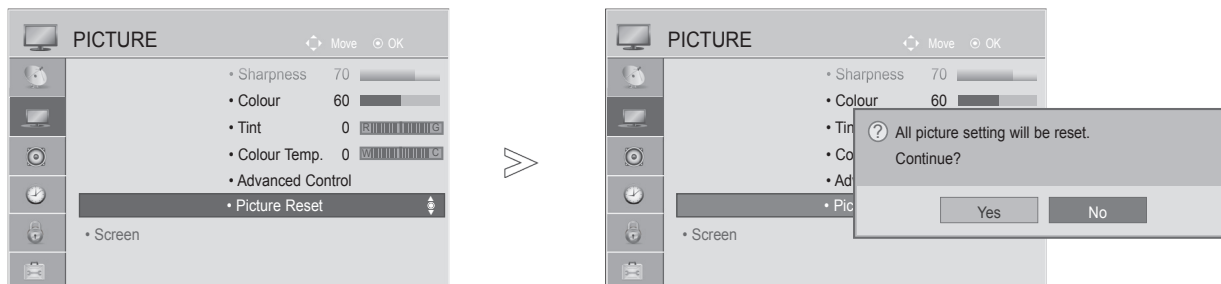 PICTURE
Move OK
• Sharpness 70
• Colour 60
• Tint 0 R G
• Colour Temp. 0 W C
• Advanced Control
• Picture Reset
• Screen
PICTURE
Move OK
• Sharpness 70
• Colour 60
• Tin
• Co
• Ad
• Pic
• Screen
? All picture setting will be reset.
Continue?
Yes No